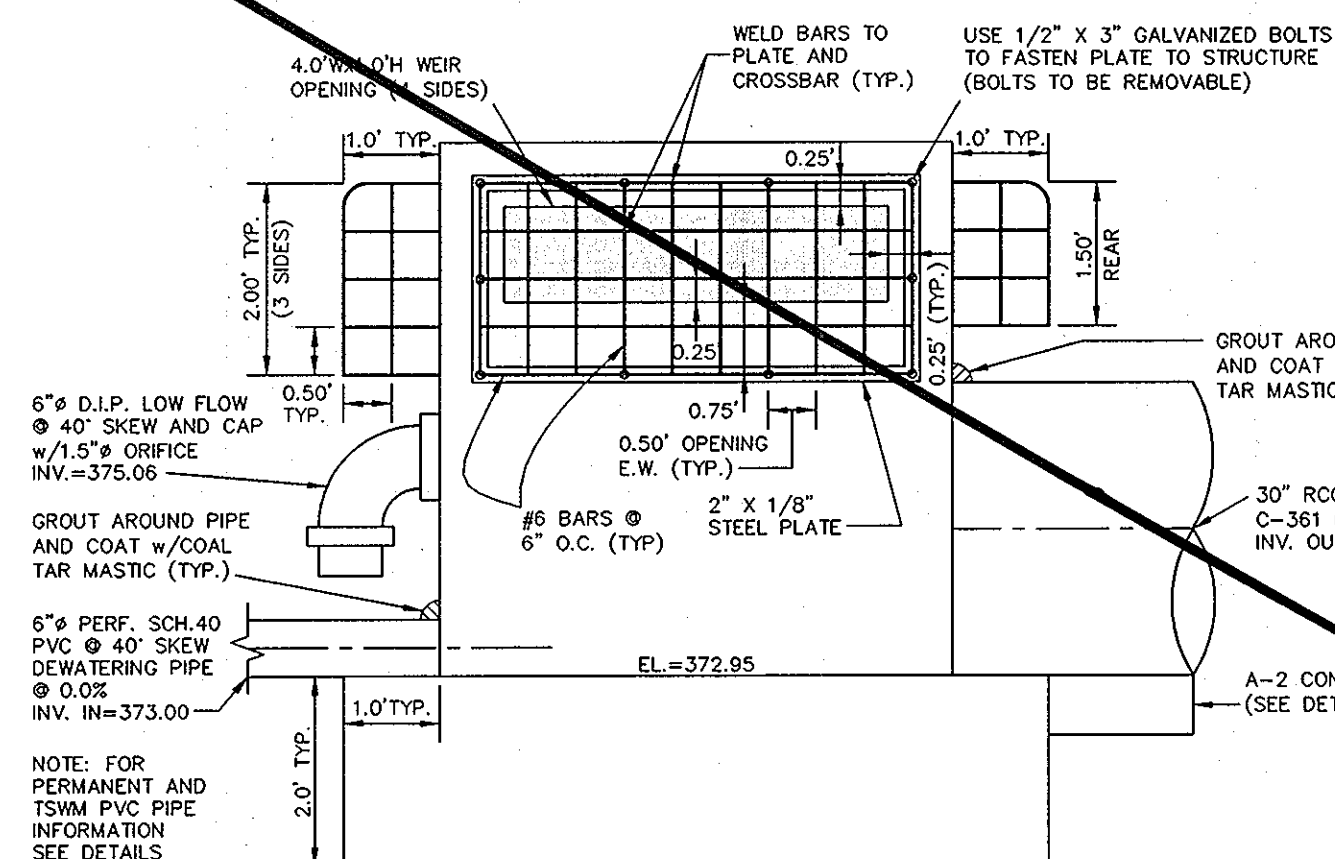 WELD BARS TO
PLATE AND
CROSSBAR (TYP.)
USE 1/2" X 3" GALVANIZED BOLTS
TO FASTEN PLATE TO STRUCTURE
(BOLTS TO BE REMOVABLE)
WEIR
OPENING (4 SIDES)
1.0' TYP.
0.25'
1.0' TYP.
2.00' TYP.
(3 SIDES)
1.50'
REAR
0.25' (TYP.)
0.25'
0.50'
TYP.
0.75'
0.50' OPENING
E.W. (TYP.)
2" X 1/8"
STEEL PLATE
#6 BARS @
6" O.C. (TYP)
GROUT
AND COAT
TAR MASTIC
6"ø D.I.P. LOW FLOW
@ 40° SKEW AND CAP
w/1.5"ø ORIFICE
INV.=375.06
GROUT AROUND PIPE
AND COAT w/COAL
TAR MASTIC (TYP.)
6"ø PERF. SCH.40
PVC @ 40° SKEW
DEWATERING PIPE
@ 0.0%
INV. IN=373.00
30"
C-361
INV.
EL.=372.95
A-2
(SEE
1.0'TYP.
2.0' TYP.
NOTE: FOR
PERMANENT AND
TSWM PVC PIPE
INFORMATION
SEE DETAILS